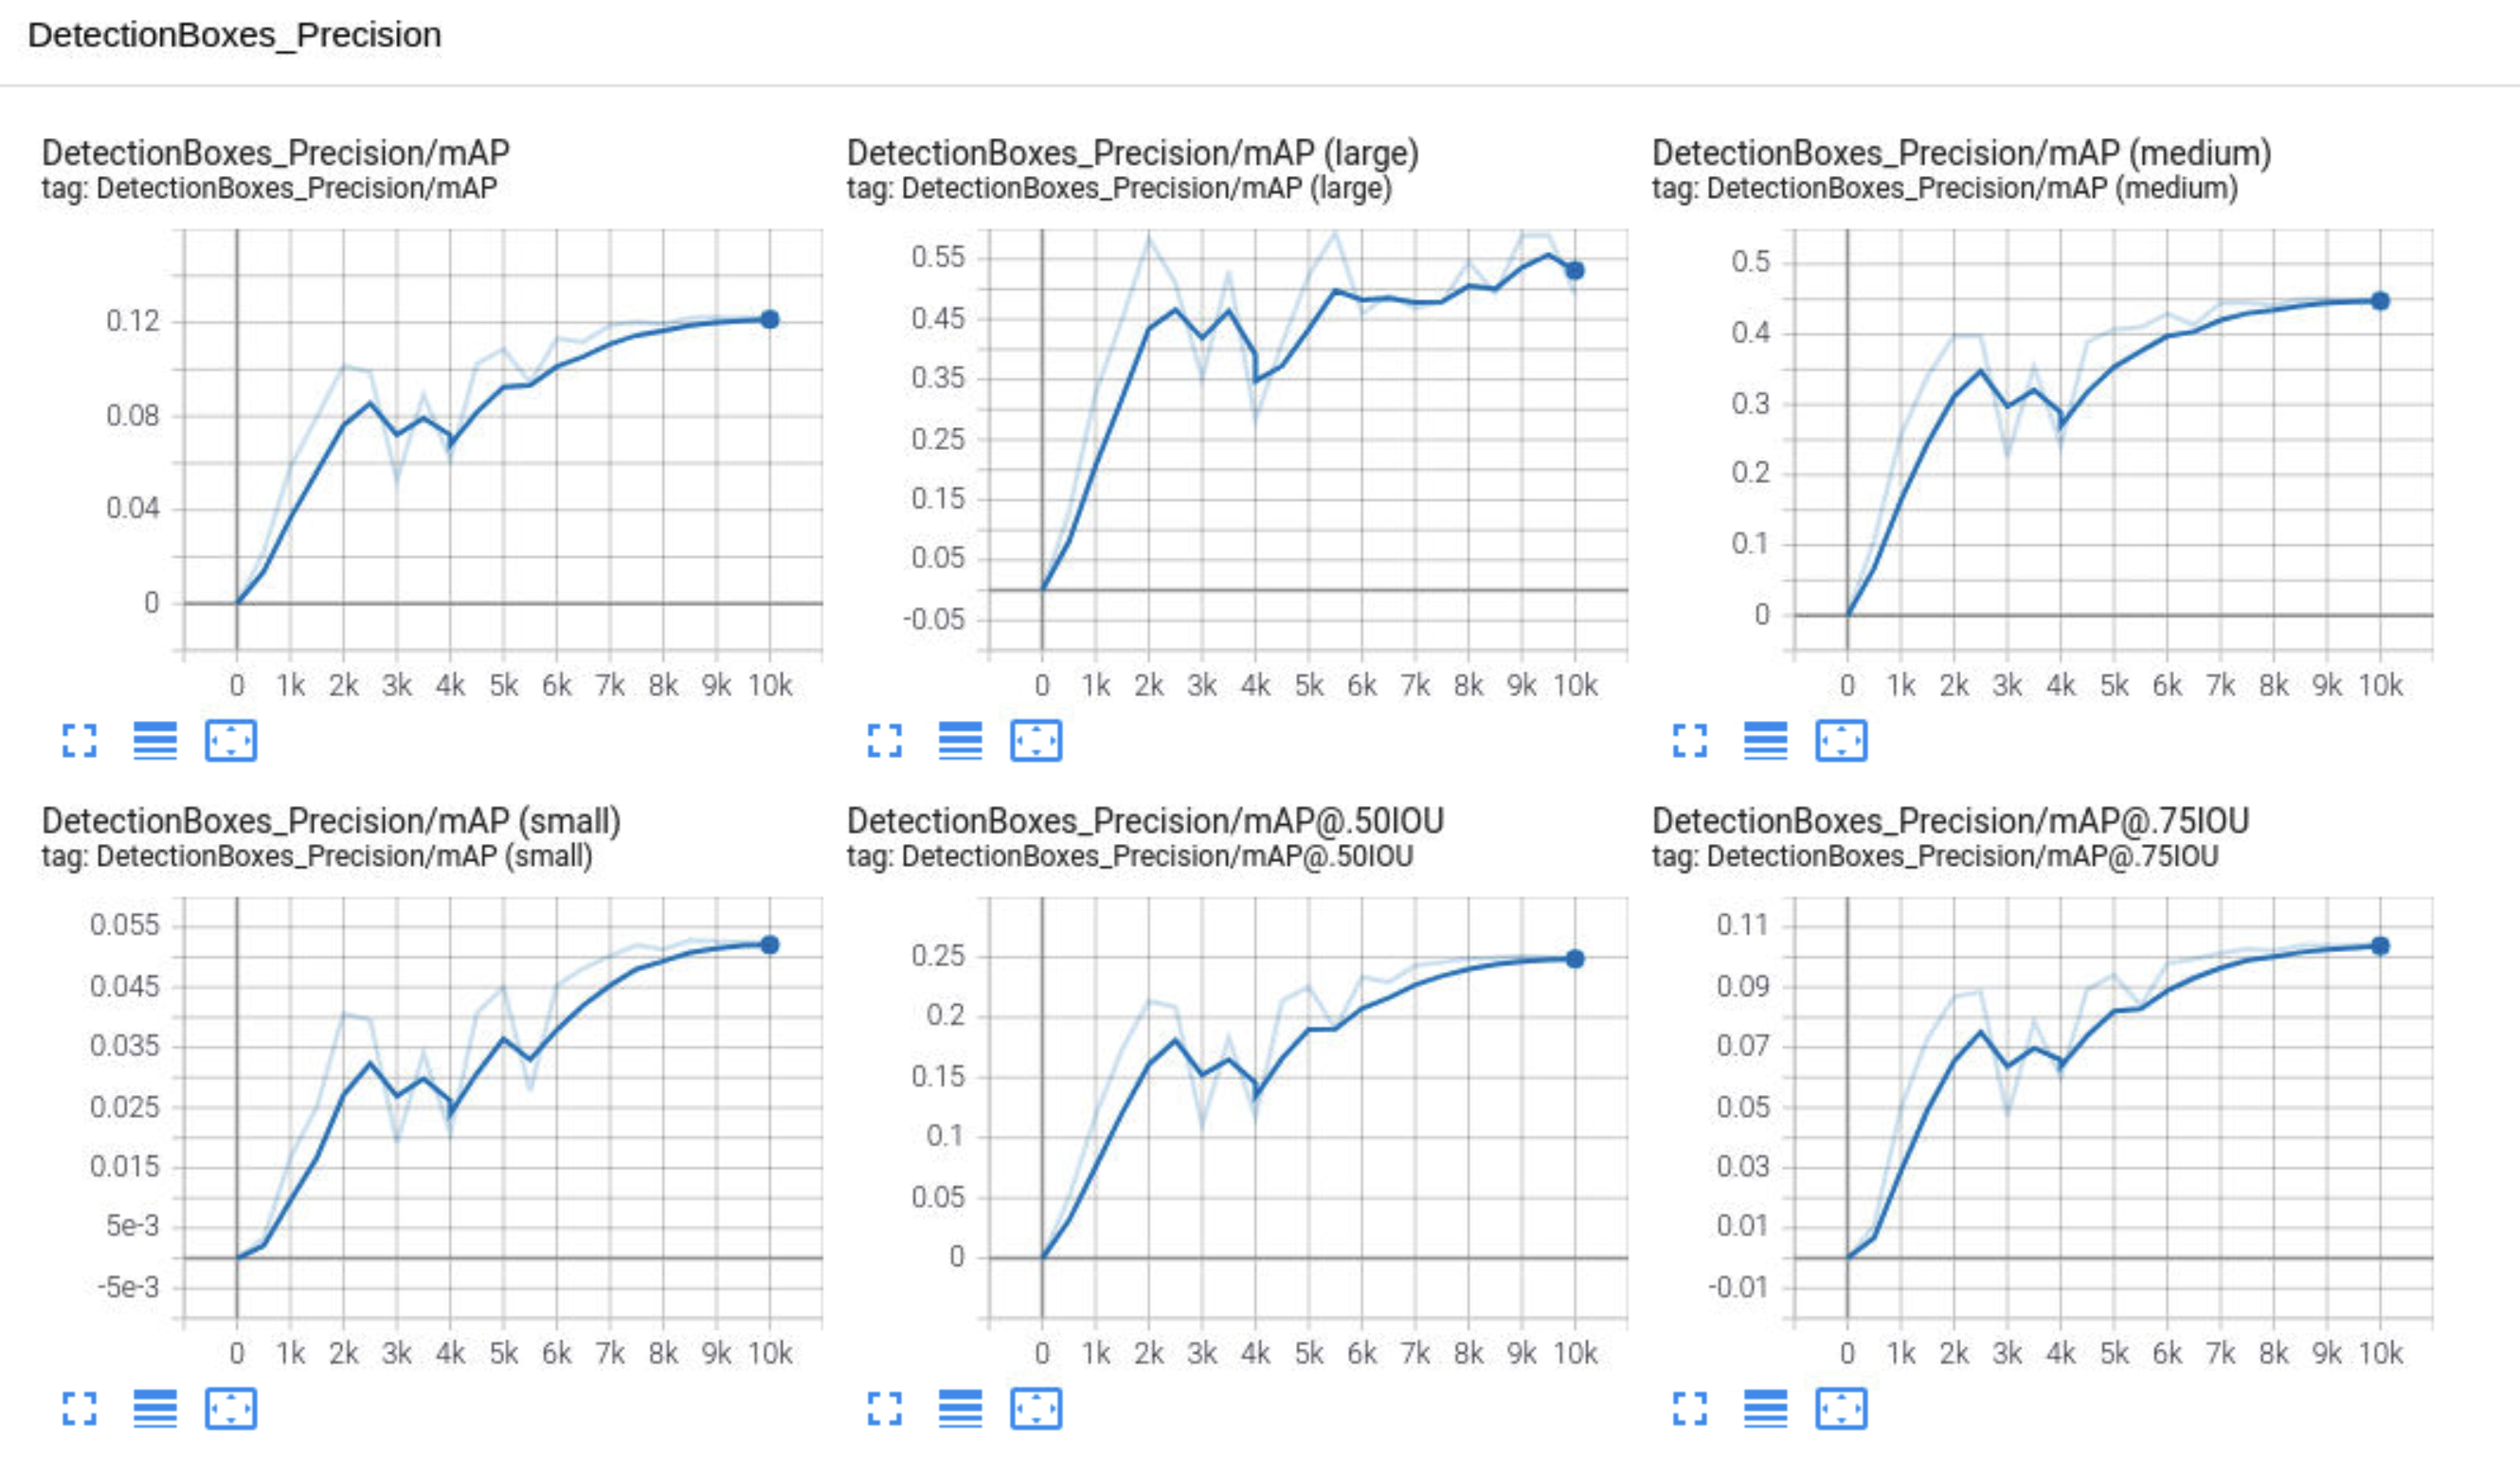 DetectionBoxes_Precision
DetectionBoxes_Precision/mAP
tag: DetectionBoxes_Precision/mAP
0.12
0.08
0.04
0
0 1k 2k 3k 4k 5k 6k 7k 8k 9k 10k
DetectionBoxes_Precision/mAP (large)
tag: DetectionBoxes_Precision/mAP (large)
0.55
0.45
0.35
0.25
0.15
0.05
-0.05
0 1k 2k 3k 4k 5k 6k 7k 8k 9k 10k
DetectionBoxes_Precision/mAP (medium)
tag: DetectionBoxes_Precision/mAP (medium)
0.5
0.4
0.3
0.2
0.1
0
0 1k 2k 3k 4k 5k 6k 7k 8k 9k 10k
DetectionBoxes_Precision/mAP (small)
tag: DetectionBoxes_Precision/mAP (small)
0.055
0.045
0.035
0.025
0.015
5e-3
-5e-3
0 1k 2k 3k 4k 5k 6k 7k 8k 9k 10k
DetectionBoxes_Precision/mAP@.50IOU
tag: DetectionBoxes_Precision/mAP@.50IOU
0.25
0.2
0.15
0.1
0.05
0
0 1k 2k 3k 4k 5k 6k 7k 8k 9k 10k
DetectionBoxes_Precision/mAP@.75IOU
tag: DetectionBoxes_Precision/mAP@.75IOU
0.11
0.09
0.07
0.05
0.03
0.01
-0.01
0 1k 2k 3k 4k 5k 6k 7k 8k 9k 10k